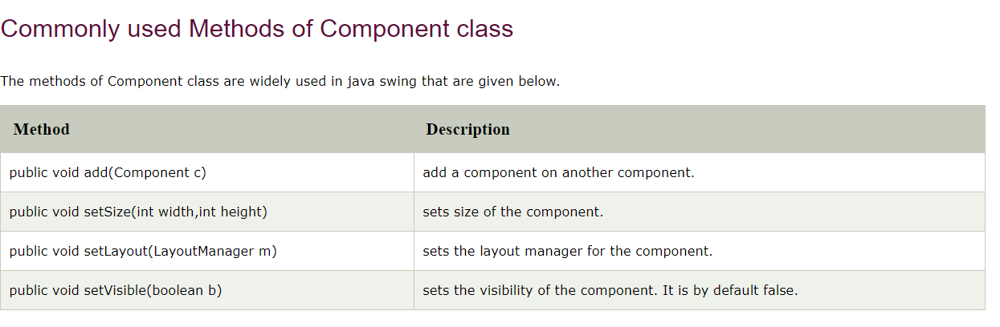 Commonly used Methods of Component class
The methods of Component class are widely used in java swing that are given below.
Method Description
public void add(Component c) add a component on another component.
public void setSize(int width,int height) sets size of the component.
public void setLayout(LayoutManager m) sets the layout manager for the component.
public void setVisible(boolean b) sets the visibility of the component. It is by default false.